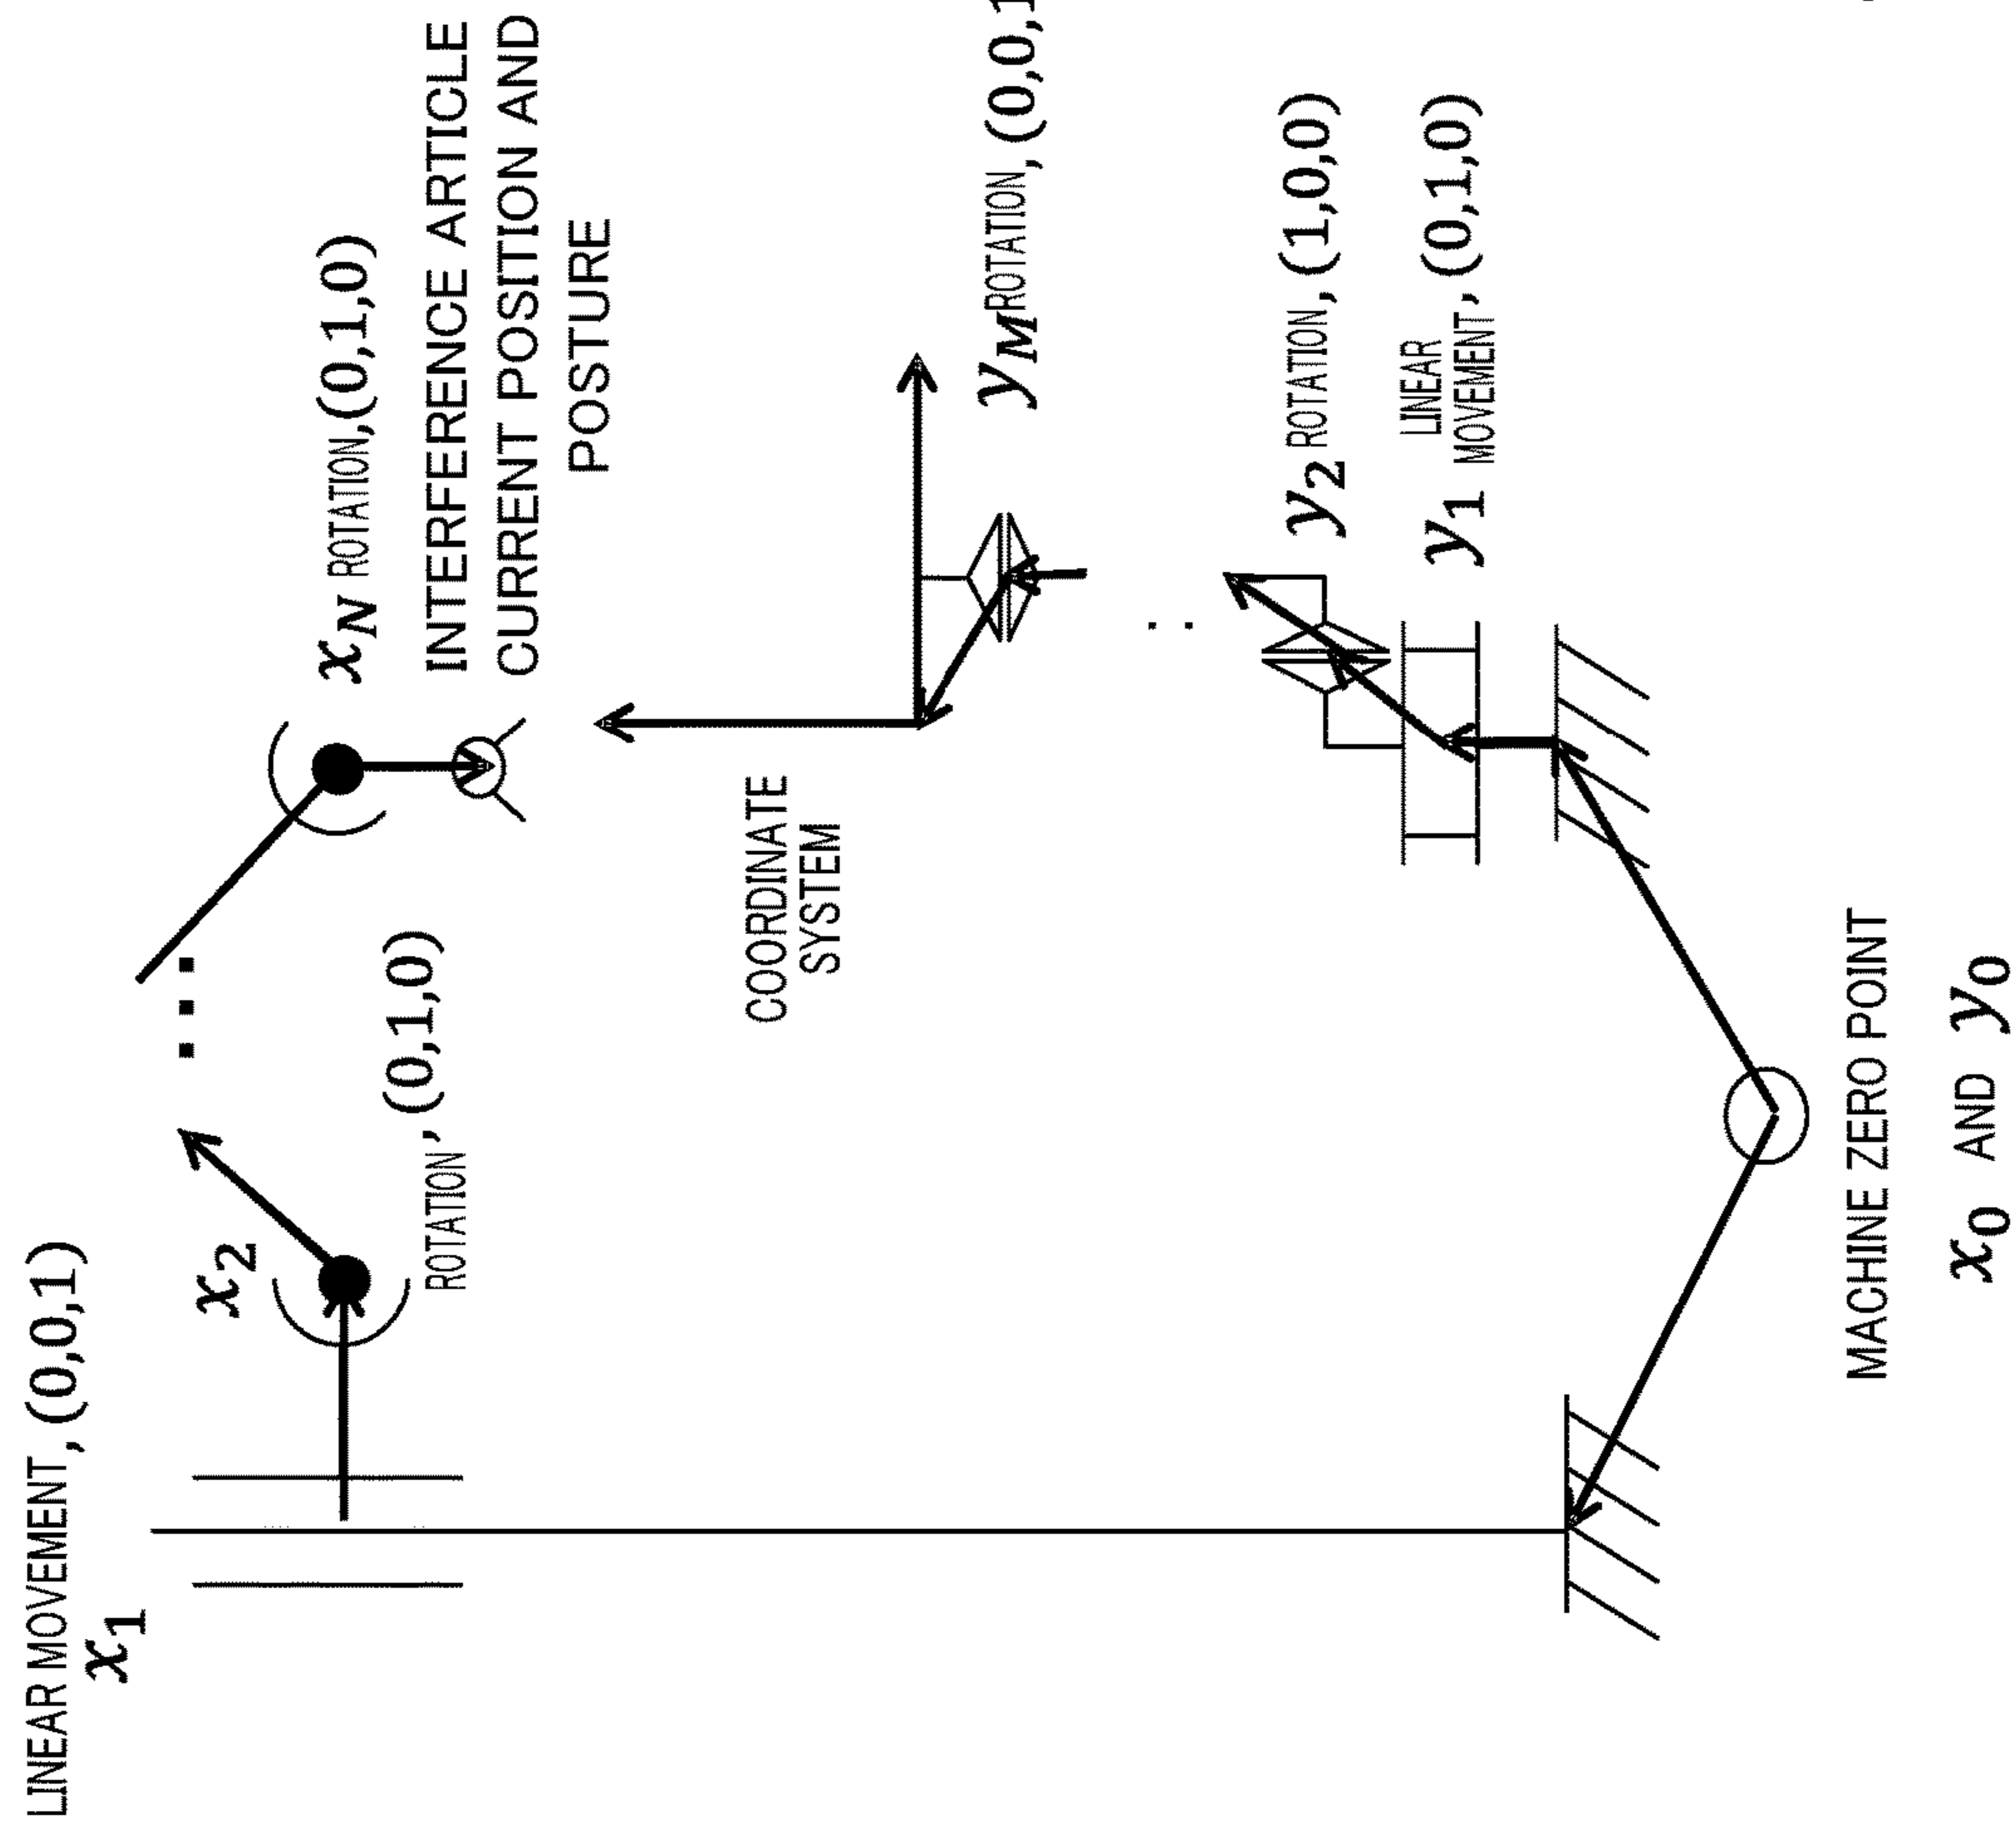 LINEAR MOVEMENT, (0,0,1)
x1
x2
ROTATION, (0,1,0)
xN ROTATION,(0,1,0)
INTERFERENCE ARTICLE
CURRENT POSITION AND
POSTURE
COORDINATE
SYSTEM
yM ROTATION, (0,0,1
y2 ROTATION, (1,0,0)
y1 LINEAR
MOVEMENT, (0,1,0)
MACHINE ZERO POINT
x0 AND y0